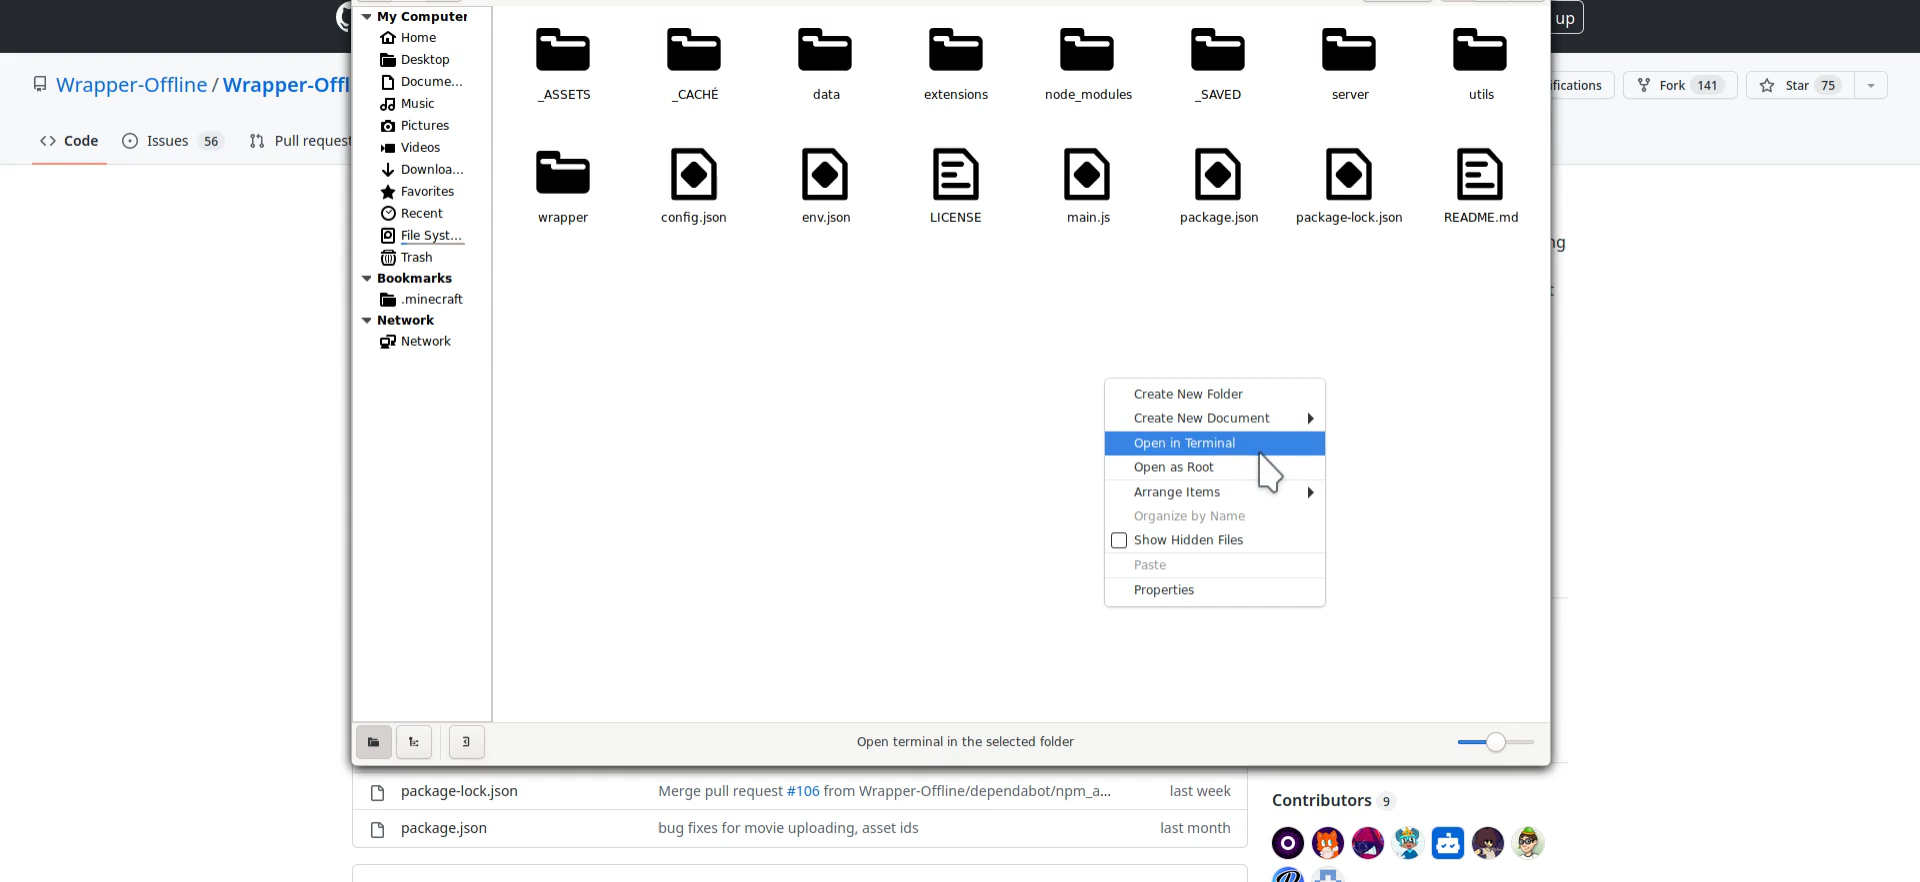 up
Wrapper-Offline / Wrapper-Offl
ifications
Fork 141
Star 75
Code
Issues 56
Pull request
My Computer
Home
Desktop
Docume...
Music
Pictures
Videos
Downloa...
Favorites
Recent
File Syst...
Trash
Bookmarks
.minecraft
Network
Network
_ASSETS
_CACHÉ
data
extensions
node_modules
_SAVED
server
utils
wrapper
config.json
env.json
LICENSE
main.js
package.json
package-lock.json
README.md
ng
t
Create New Folder
Create New Document
Open in Terminal
Open as Root
Arrange Items
Organize by Name
Show Hidden Files
Paste
Properties
Open terminal in the selected folder
package-lock.json
Merge pull request #106 from Wrapper-Offline/dependabot/npm_a...
last week
package.json
bug fixes for movie uploading, asset ids
last month
Contributors 9